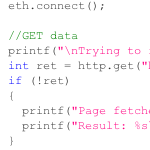 eth.connect();
//GET data
printf("\nTrying to
int ret = http.get("
if (!ret)
{
printf("Page fetche
printf("Result: %s
}